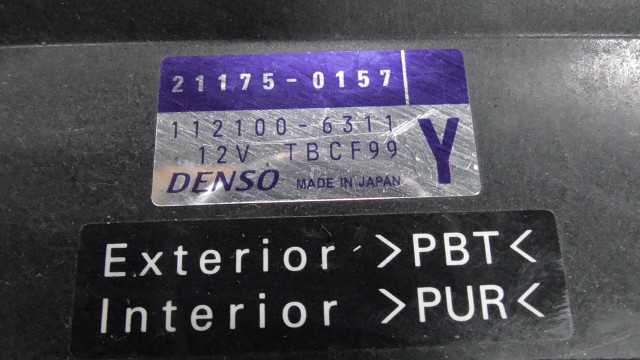 21175-0157
112100-6311
12V TBCF99 Y
DENSO MADE IN JAPAN
Exterior >PBT<
Interior >PUR<